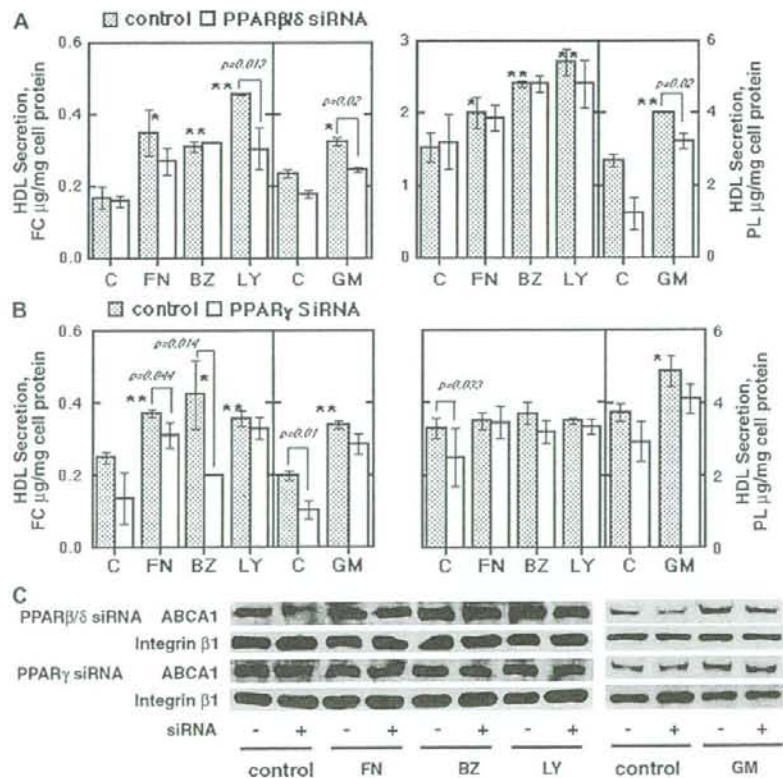 A control PPARβ/δ siRNA
HDL Secretion, FC μg/mg cell protein
0.6
0.4
0.2
0.0
** p=0.013
* ** * p=0.02
C FN BZ LY C GM
3
2
1
0
* ** ** ** p=0.02
C FN BZ LY C GM
6
4
2
0
HDL Secretion, PL μg/mg cell protein
B control PPARγ SiRNA
HDL Secretion, FC μg/mg cell protein
0.6
0.4
0.2
0.0
p=0.014
p=0.044 *
** ** **
p=0.01
C FN BZ LY C GM
p=0.033 *
C FN BZ LY C GM
6
4
2
0
HDL Secretion, PL μg/mg cell protein
C
PPARβ/δ siRNA ABCA1
Integrin β1
PPARγ siRNA ABCA1
Integrin β1
siRNA - + - + - + - + - + - +
control FN BZ LY control GM